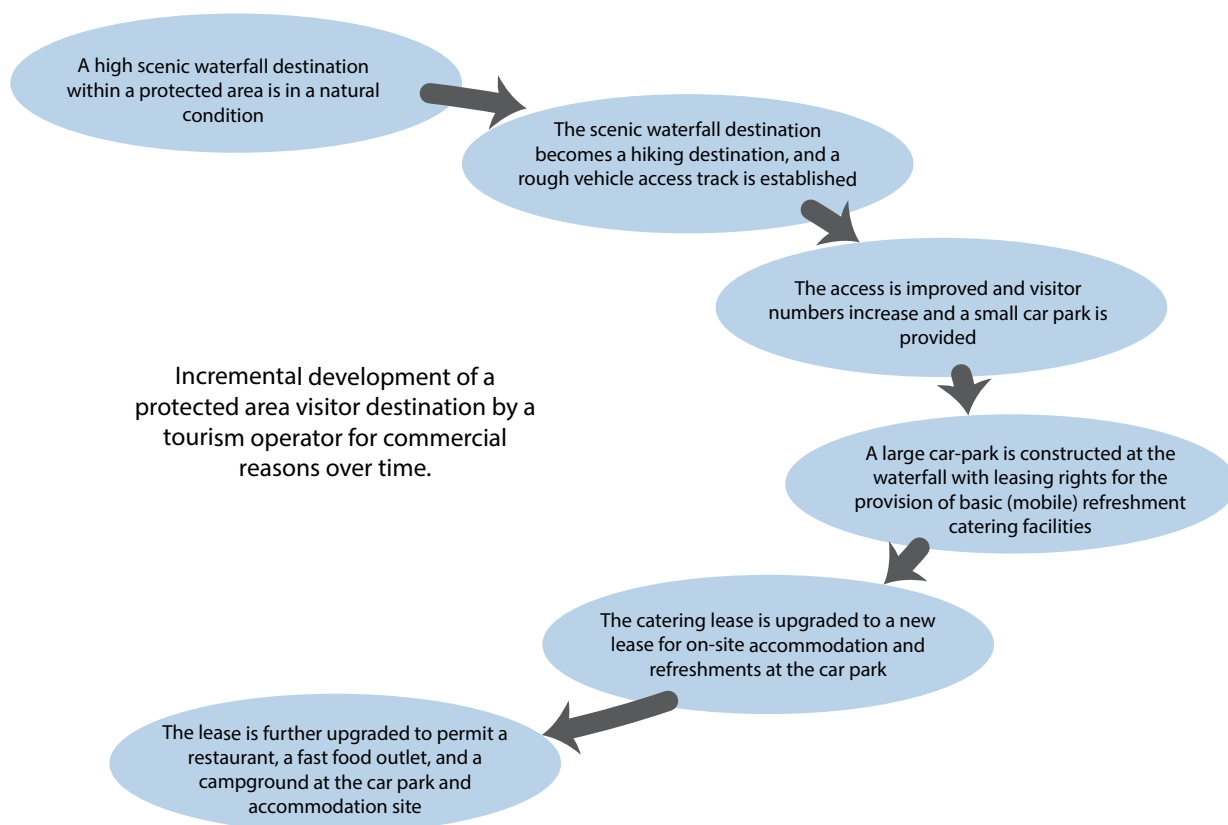 A high scenic waterfall destination
within a protected area is in a natural
condition
The scenic waterfall destination
becomes a hiking destination, and a
rough vehicle access track is established
The access is improved and visitor
numbers increase and a small car park is
provided
Incremental development of a
protected area visitor destination by a
tourism operator for commercial
reasons over time.
A large car-park is constructed at the
waterfall with leasing rights for the
provision of basic (mobile) refreshment
catering facilities
The catering lease is upgraded to a new
lease for on-site accommodation and
refreshments at the car park
The lease is further upgraded to permit a
restaurant, a fast food outlet, and a
campground at the car park and
accommodation site